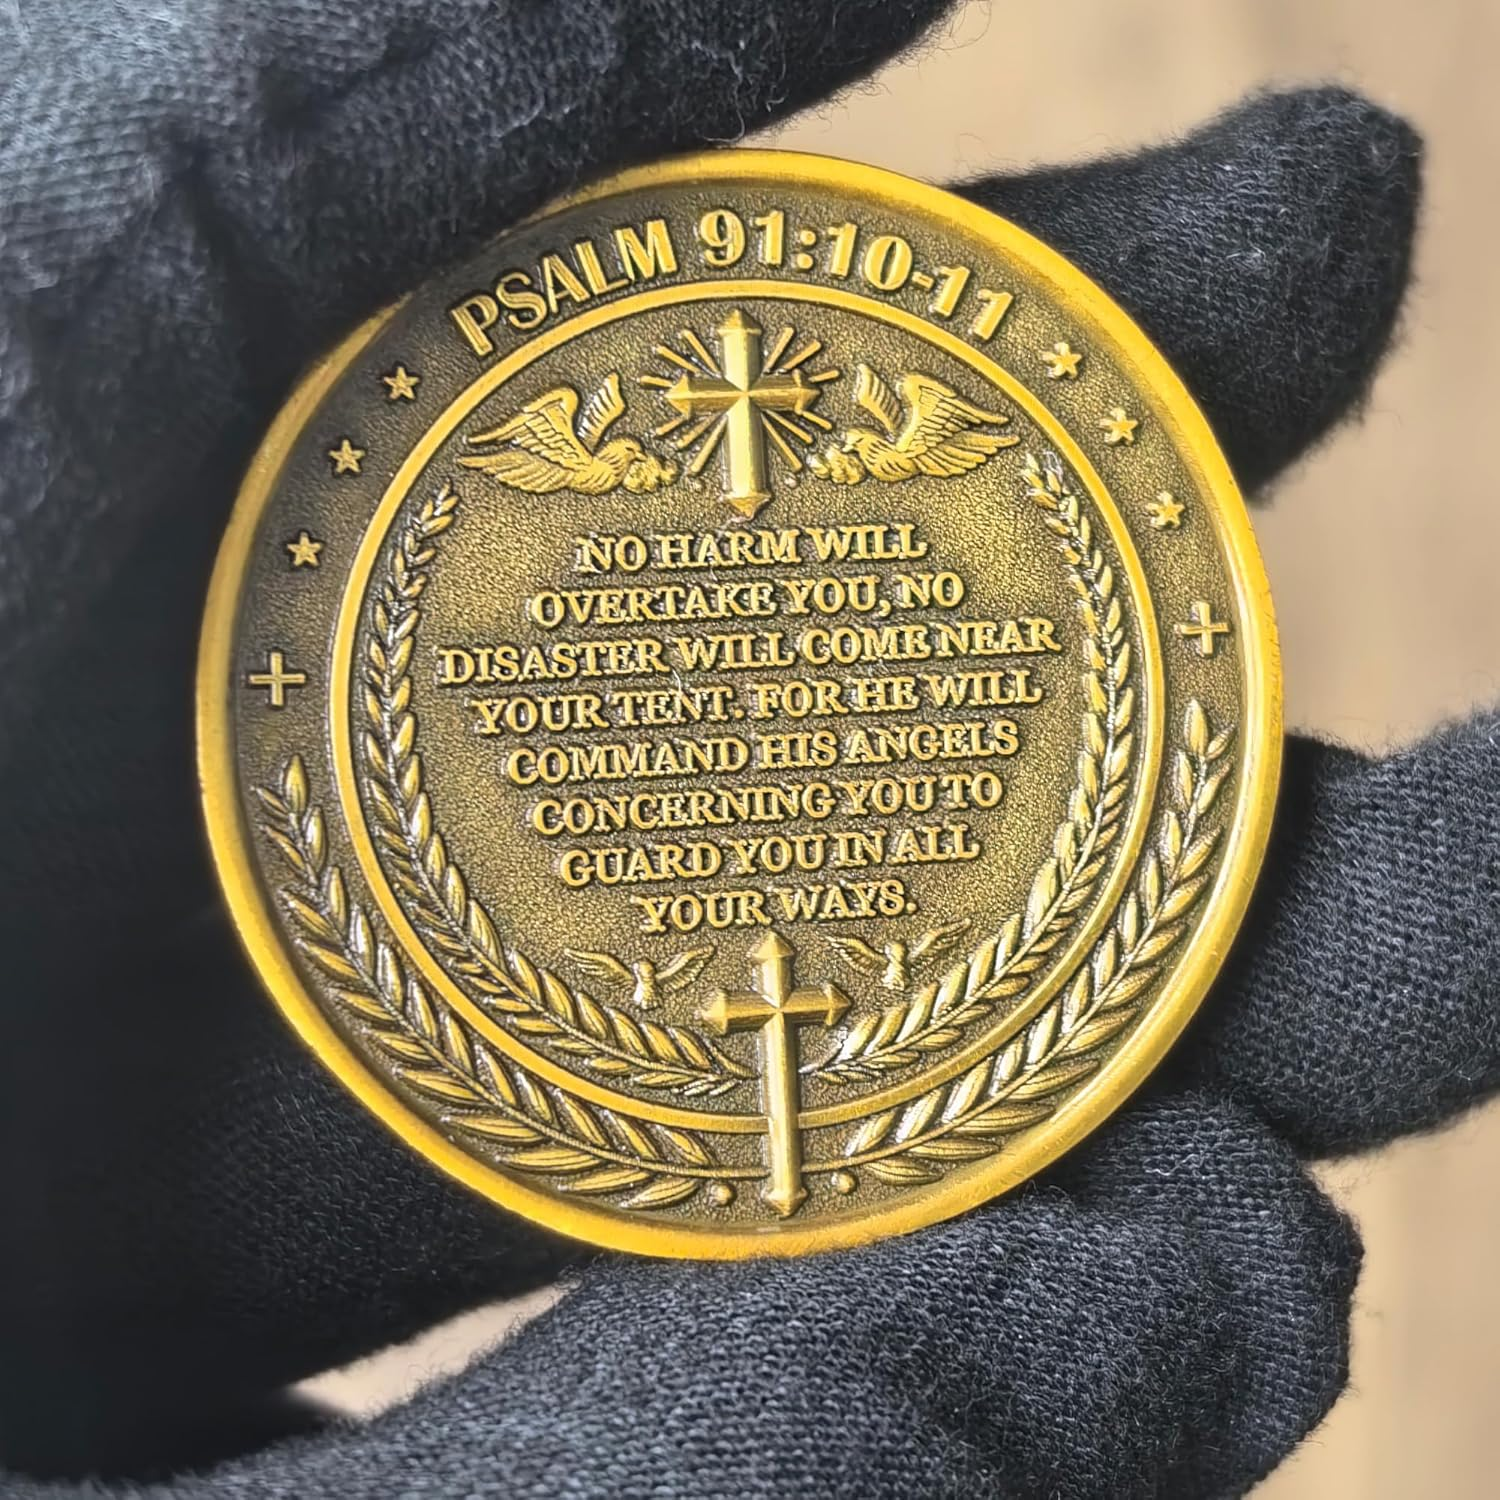 PSALM 91:10-11
NO HARM WILL
OVERTAKE YOU, NO
DISASTER WILL COME NEAR
YOUR TENT. FOR HE WILL
COMMAND HIS ANGELS
CONCERNING YOU TO
GUARD YOU IN ALL
YOUR WAYS.